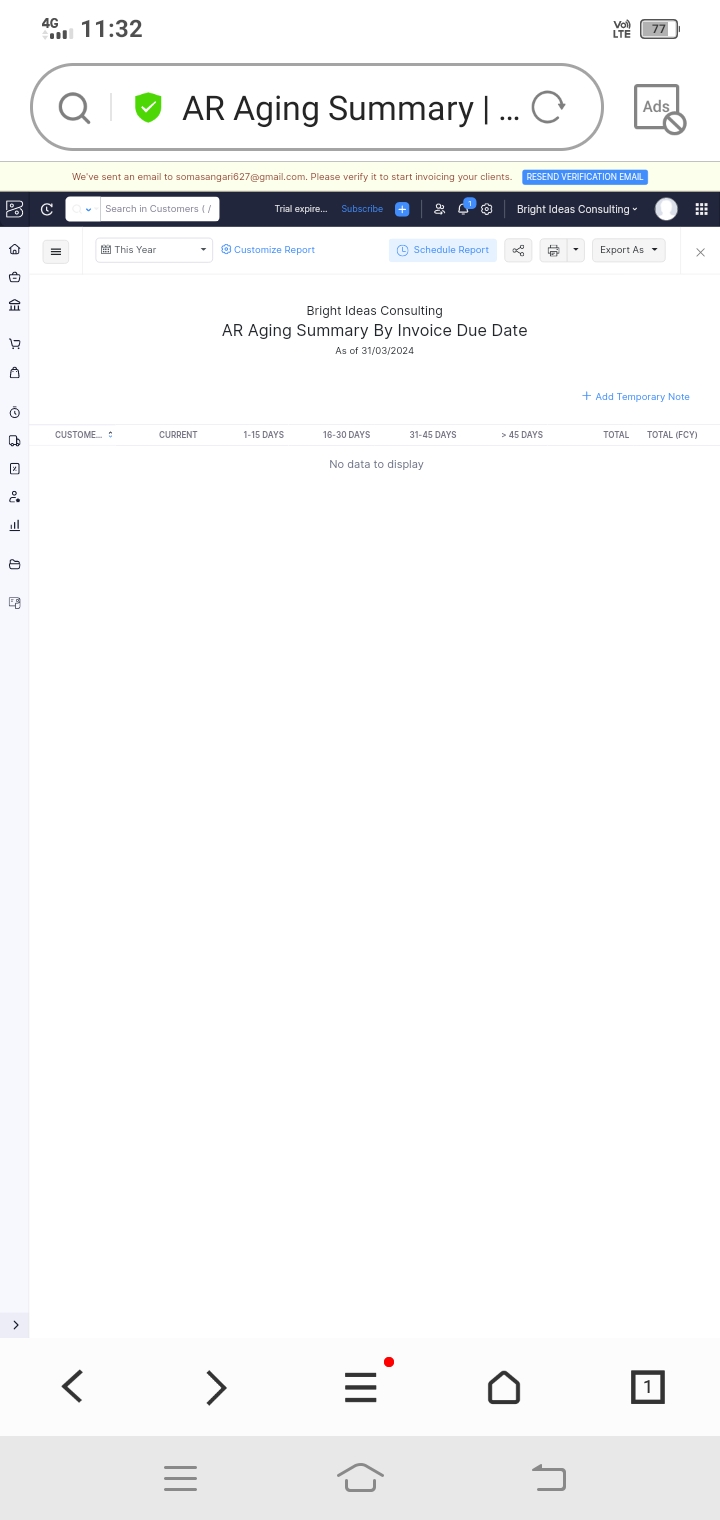 4G 11:32 Vo) LTE 77
AR Aging Summary | ... Ads
We've sent an email to somasangari627@gmail.com. Please verify it to start invoicing your clients. RESEND VERIFICATION EMAIL
Search in Customers ( / Trial expire... Subscribe 1 Bright Ideas Consulting
This Year Customize Report Schedule Report Export As
Bright Ideas Consulting
AR Aging Summary By Invoice Due Date
As of 31/03/2024
+ Add Temporary Note
CUSTOME... CURRENT 1-15 DAYS 16-30 DAYS 31-45 DAYS > 45 DAYS TOTAL TOTAL (FCY)
No data to display
1